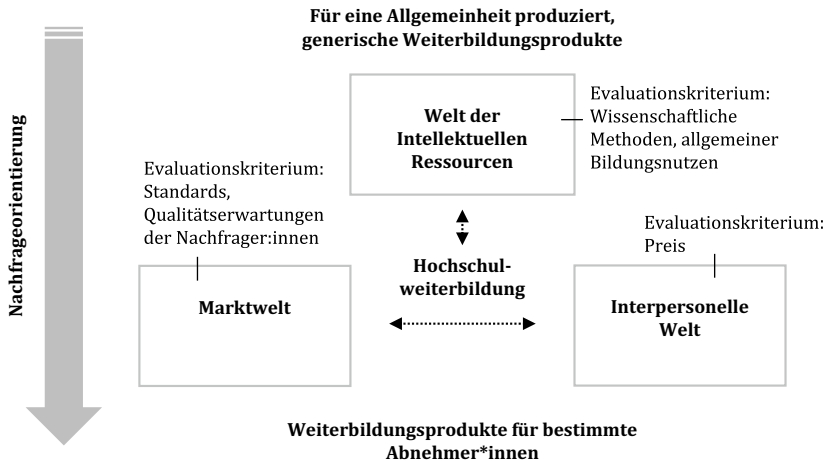 Für eine Allgemeinheit produziert,
generische Weiterbildungsprodukte
Nachfrageorientierung
Welt der
Intellektuellen
Ressourcen
Evaluationskriterium:
Wissenschaftliche
Methoden, allgemeiner
Bildungsnutzen
Evaluationskriterium:
Standards,
Qualitätserwartungen
der Nachfrager:innen
Evaluationskriterium:
Preis
Hochschul-
weiterbildung
Marktwelt
Interpersonelle
Welt
Weiterbildungsprodukte für bestimmte
Abnehmer*innen